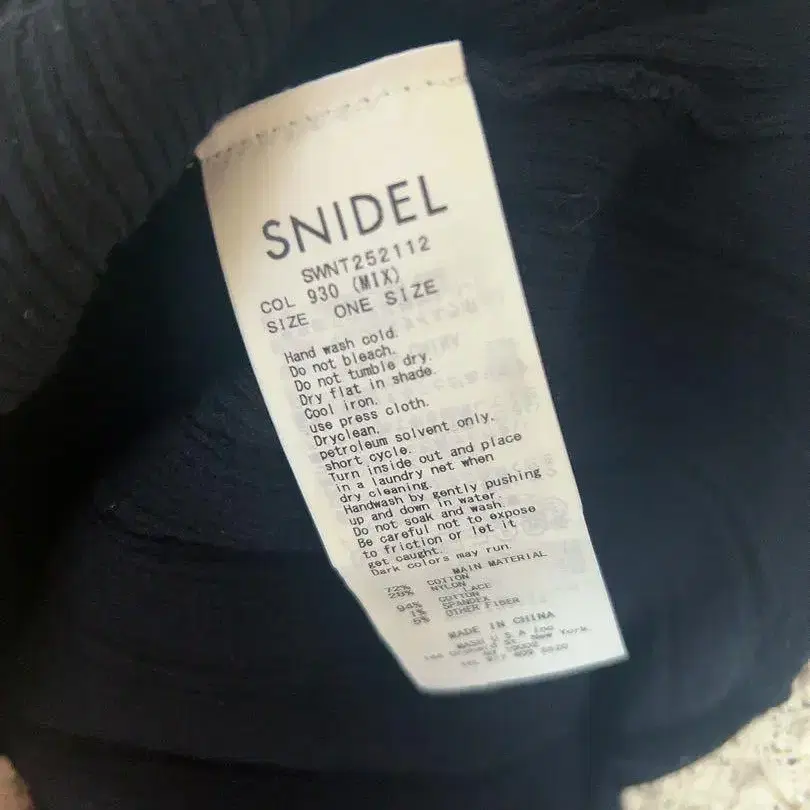 SNIDEL
SWNT252112
COL 930 (MIX)
SIZE ONE SIZE
Hand wash cold.
Do not bleach.
Do not tumble dry.
Dry flat in shade.
Cool iron.
use press cloth.
Dryclean.
petroleum solvent only.
short cycle.
Turn inside out and place
in a laundry net when
dry cleaning.
Handwash by gently pushing
up and down in water.
Do not soak and wash.
Be careful not to expose
to friction or let it
get caught.
Dark colors may run.
MAIN MATERIAL
72% COTTON
28% NYLON
LACE
94% COTTON
1% SPANDEX
5% OTHER FIBER
MADE IN CHINA
MASH U S A Inc
New York,